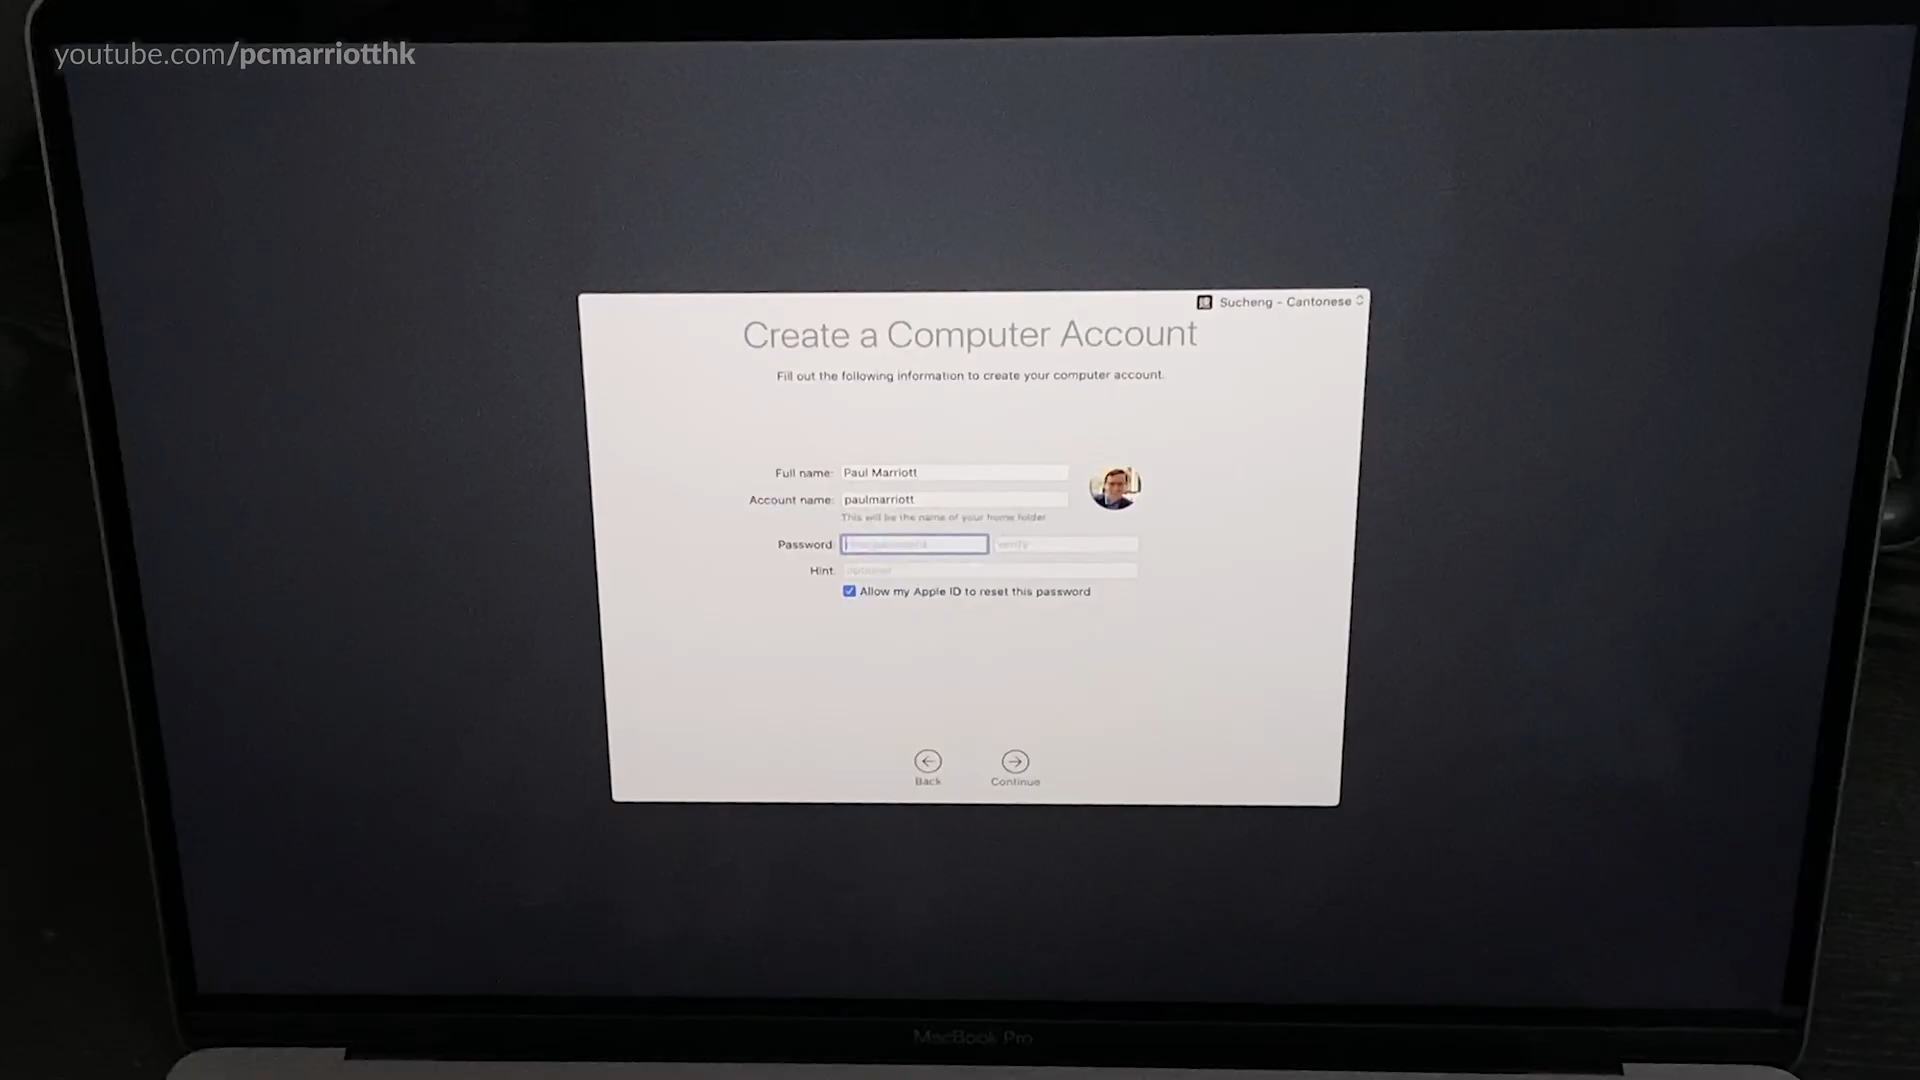 youtube.com/pcmarriotthk
Sucheng - Cantonese
Create a Computer Account
Fill out the following information to create your computer account.
Full name: Paul Marriott
Account name: paulmarriott
This will be the name of your home folder
Password: verify
Hint: optional
Allow my Apple ID to reset this password
Back Continue
MacBook Pro